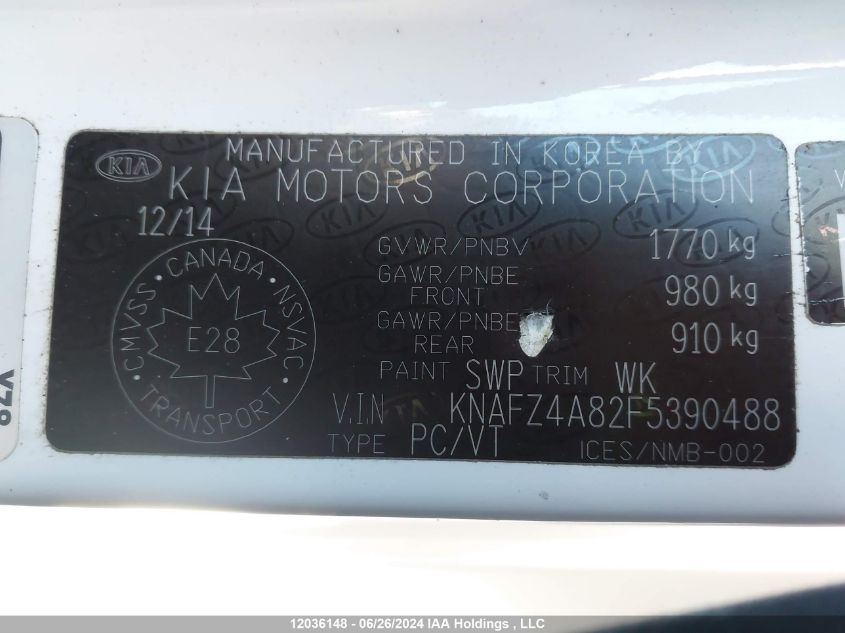 MANUFACTURED IN KOREA BY
KIA KIA MOTORS CORPORATION
12/14
GVWR/PNBV 1770 kg
GAWR/PNBE
FRONT 980 kg
GAWR/PNBE
REAR 910 kg
PAINT SWP TRIM WK
V.I.N KNAFZ4A82F5390488
TYPE PC/VT ICES/NMB-002
CANADA
CMVSS · NSVAC
E28
TRANSPORT
12036148 - 06/26/2024 IAA Holdings , LLC